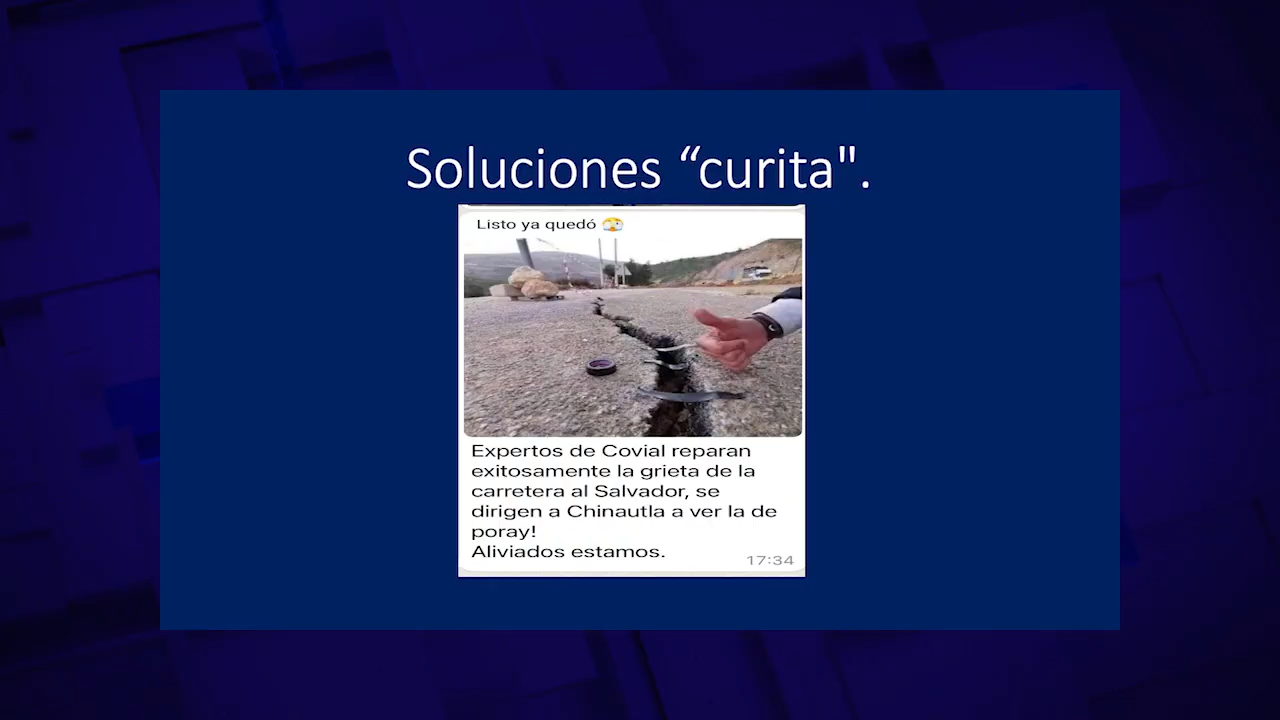 Soluciones “curita".
Listo ya quedó 🫣
Expertos de Covial reparan
exitosamente la grieta de la
carretera al Salvador, se
dirigen a Chinautla a ver la de
poray!
Aliviados estamos.
17:34